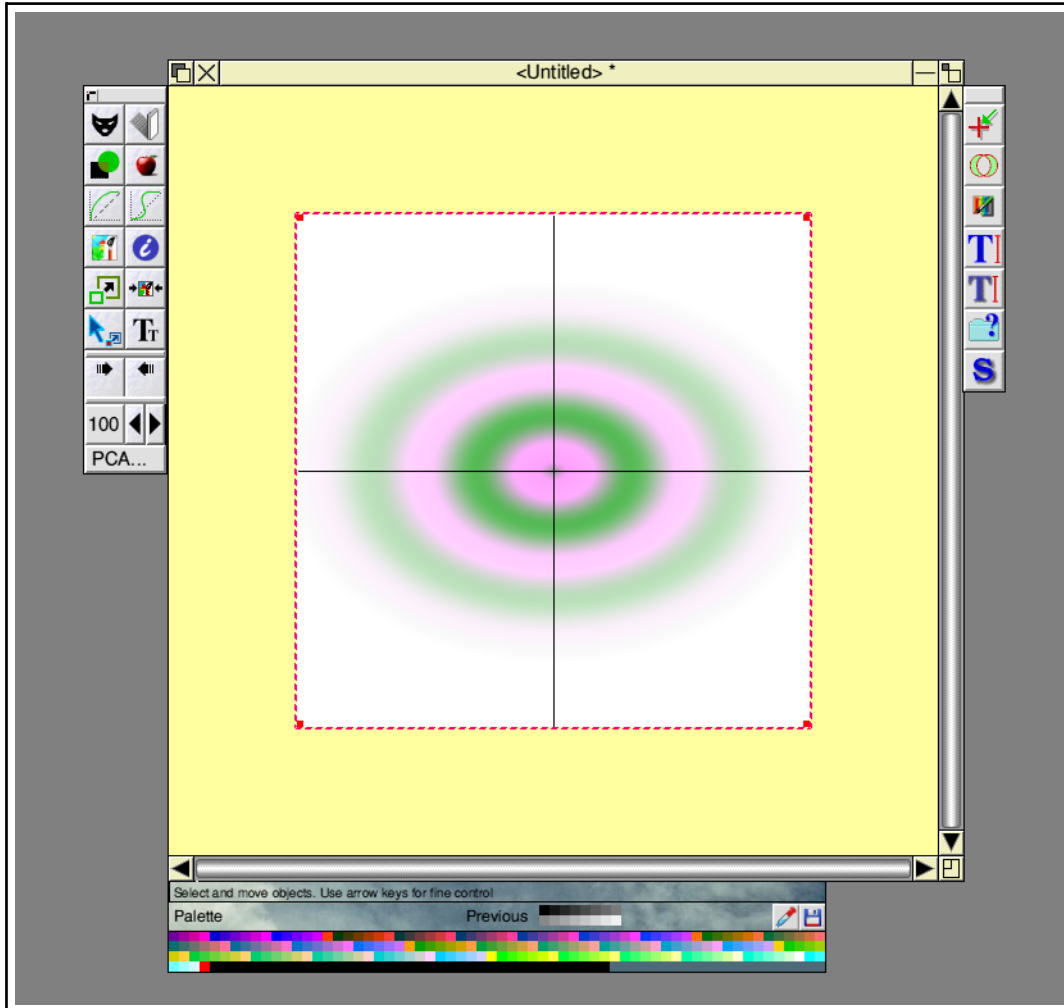 <Untitled> *
100
PCA...
Select and move objects. Use arrow keys for fine control
Palette
Previous